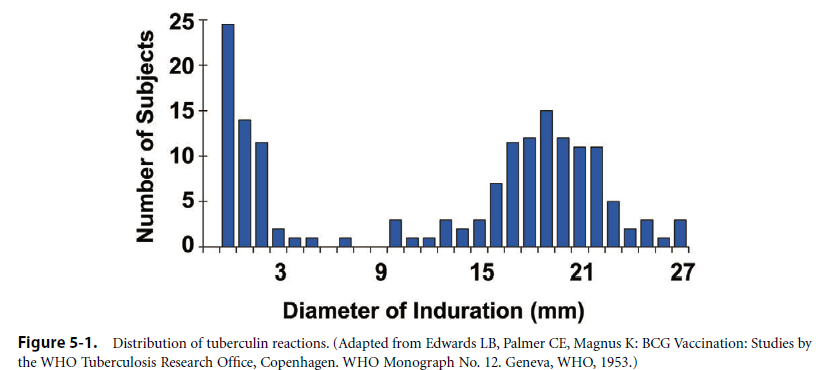 25
20
15
10
5
0
Number of Subjects
3 9 15 21 27
Diameter of Induration (mm)
Figure 5-1. Distribution of tuberculin reactions. (Adapted from Edwards LB, Palmer CE, Magnus K: BCG Vaccination: Studies by
the WHO Tuberculosis Research Office, Copenhagen. WHO Monograph No. 12. Geneva, WHO, 1953.)